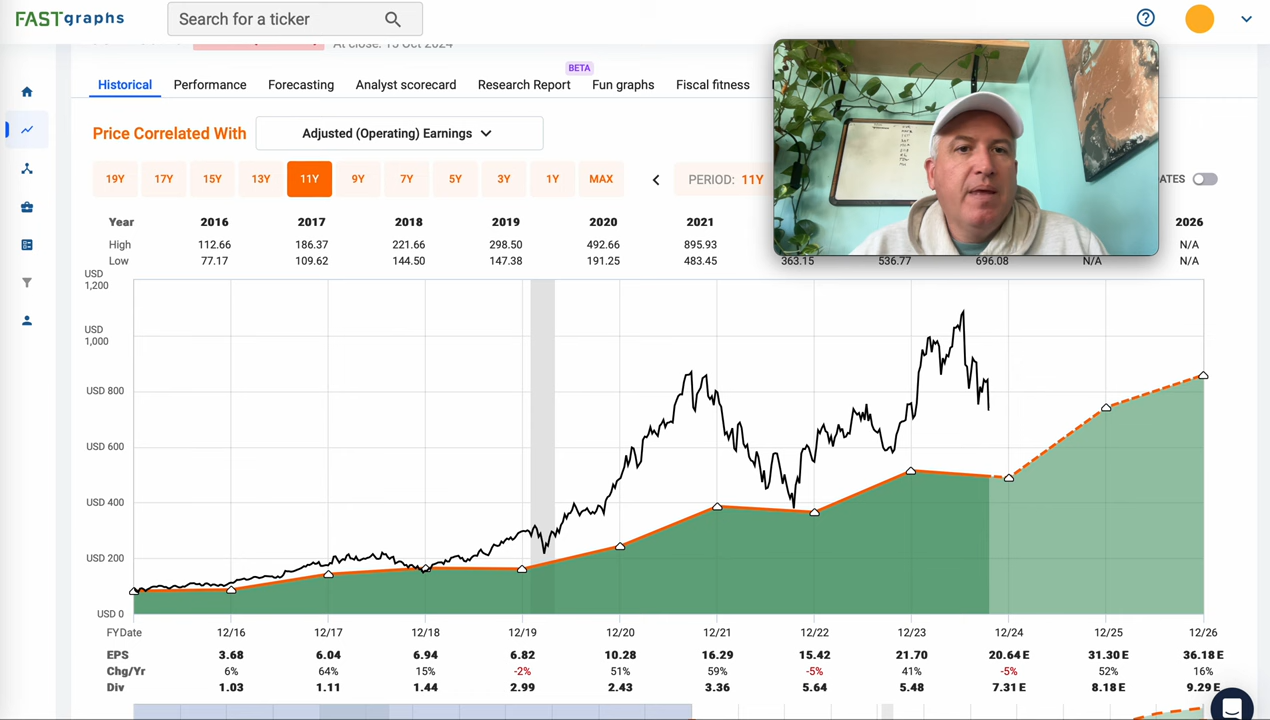 FASTgraphs
Search for a ticker
At close: 15 Oct 2024
BETA
Historical Performance Forecasting Analyst scorecard Research Report Fun graphs Fiscal fitness
Price Correlated With Adjusted (Operating) Earnings
19Y 17Y 15Y 13Y 11Y 9Y 7Y 5Y 3Y 1Y MAX PERIOD: 11Y ATES
Year 2016 2017 2018 2019 2020 2021 2026
High 112.66 186.37 221.66 298.50 492.66 895.93 N/A
Low 77.17 109.62 144.50 147.38 191.25 483.45 363.15 536.77 696.08 N/A N/A
USD
1,200
USD
1,000
USD 800
USD 600
USD 400
USD 200
USD 0
FYDate 12/16 12/17 12/18 12/19 12/20 12/21 12/22 12/23 12/24 12/25 12/26
EPS 3.68 6.04 6.94 6.82 10.28 16.29 15.42 21.70 20.64 E 31.30 E 36.18 E
Chg/Yr 6% 64% 15% -2% 51% 59% -5% 41% -5% 52% 16%
Div 1.03 1.11 1.44 2.99 2.43 3.36 5.64 5.48 7.31 E 8.18 E 9.29 E